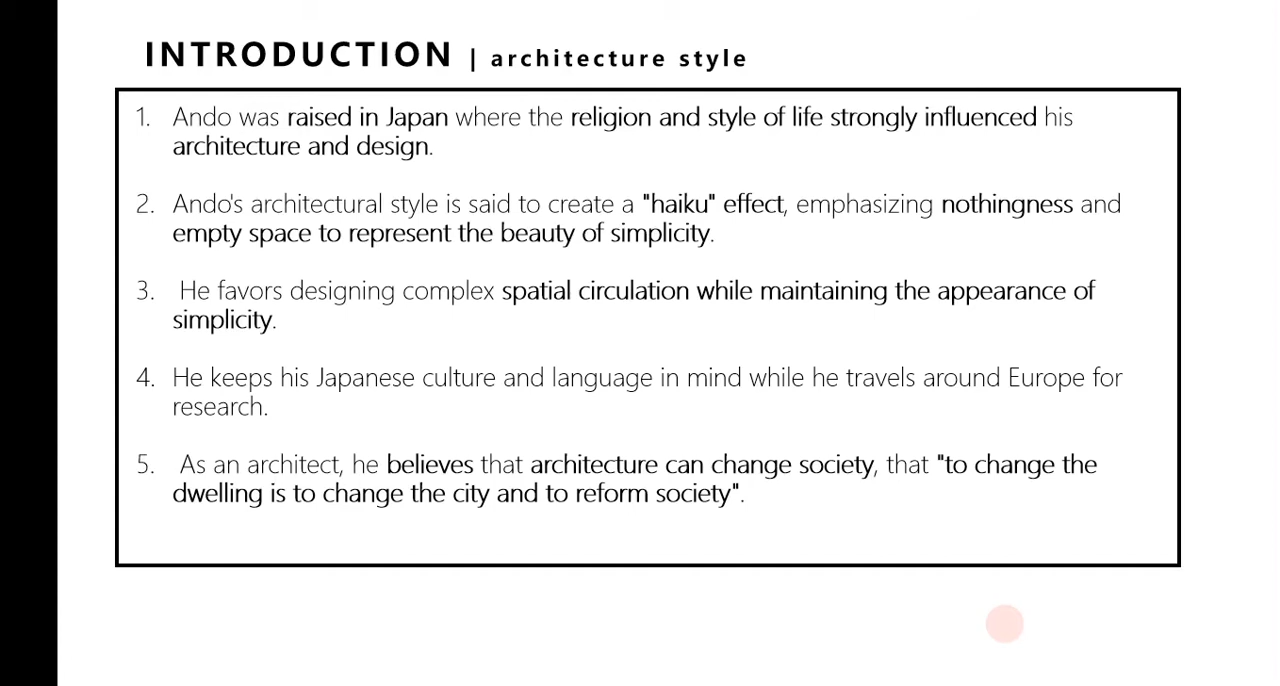 INTRODUCTION | architecture style
1. Ando was raised in Japan where the religion and style of life strongly influenced his
architecture and design.
2. Ando's architectural style is said to create a "haiku" effect, emphasizing nothingness and
empty space to represent the beauty of simplicity.
3. He favors designing complex spatial circulation while maintaining the appearance of
simplicity.
4. He keeps his Japanese culture and language in mind while he travels around Europe for
research.
5. As an architect, he believes that architecture can change society, that "to change the
dwelling is to change the city and to reform society".